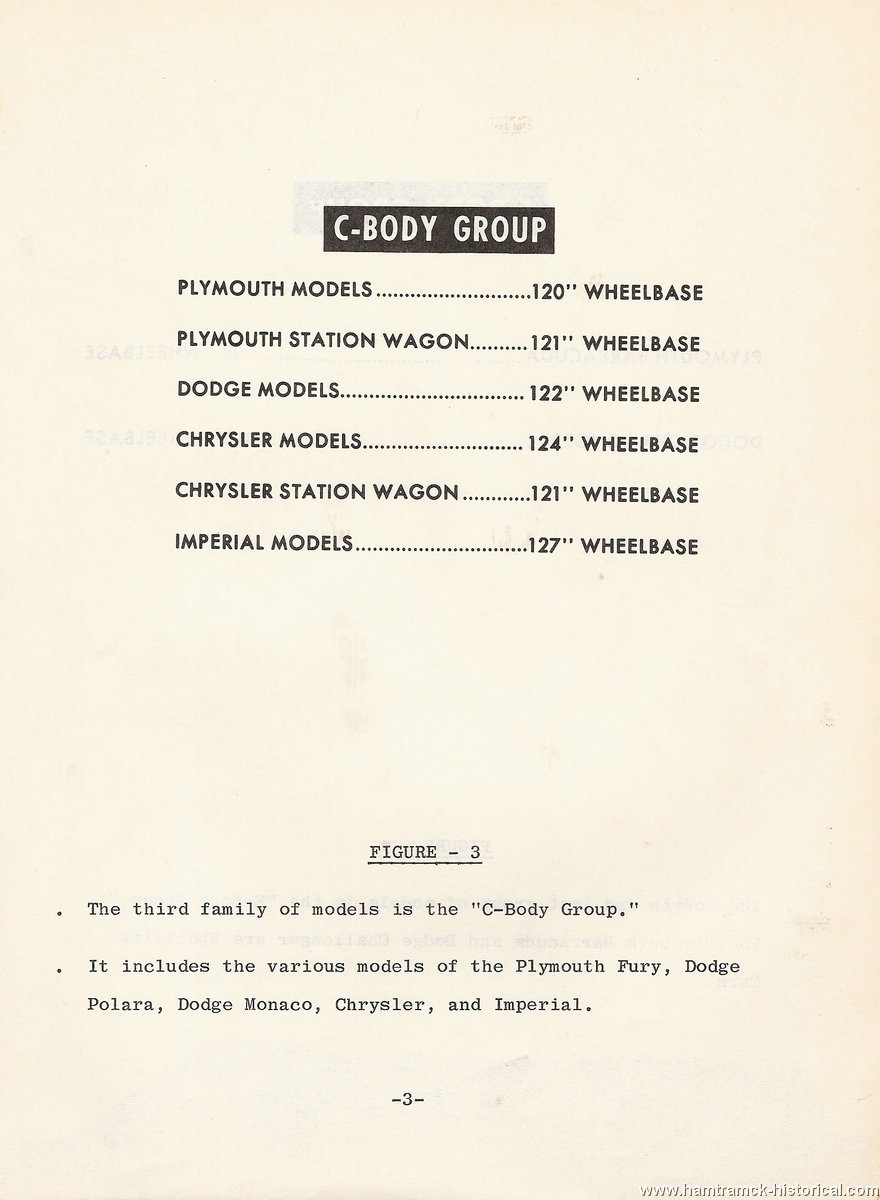 C-BODY GROUP
PLYMOUTH MODELS...........................120" WHEELBASE
PLYMOUTH STATION WAGON..........121" WHEELBASE
DODGE MODELS................................122" WHEELBASE
CHRYSLER MODELS............................124" WHEELBASE
CHRYSLER STATION WAGON............121" WHEELBASE
IMPERIAL MODELS..............................127" WHEELBASE
FIGURE - 3
. The third family of models is the "C-Body Group."
. It includes the various models of the Plymouth Fury, Dodge
Polara, Dodge Monaco, Chrysler, and Imperial.
-3-
www.hamtramck-historical.com